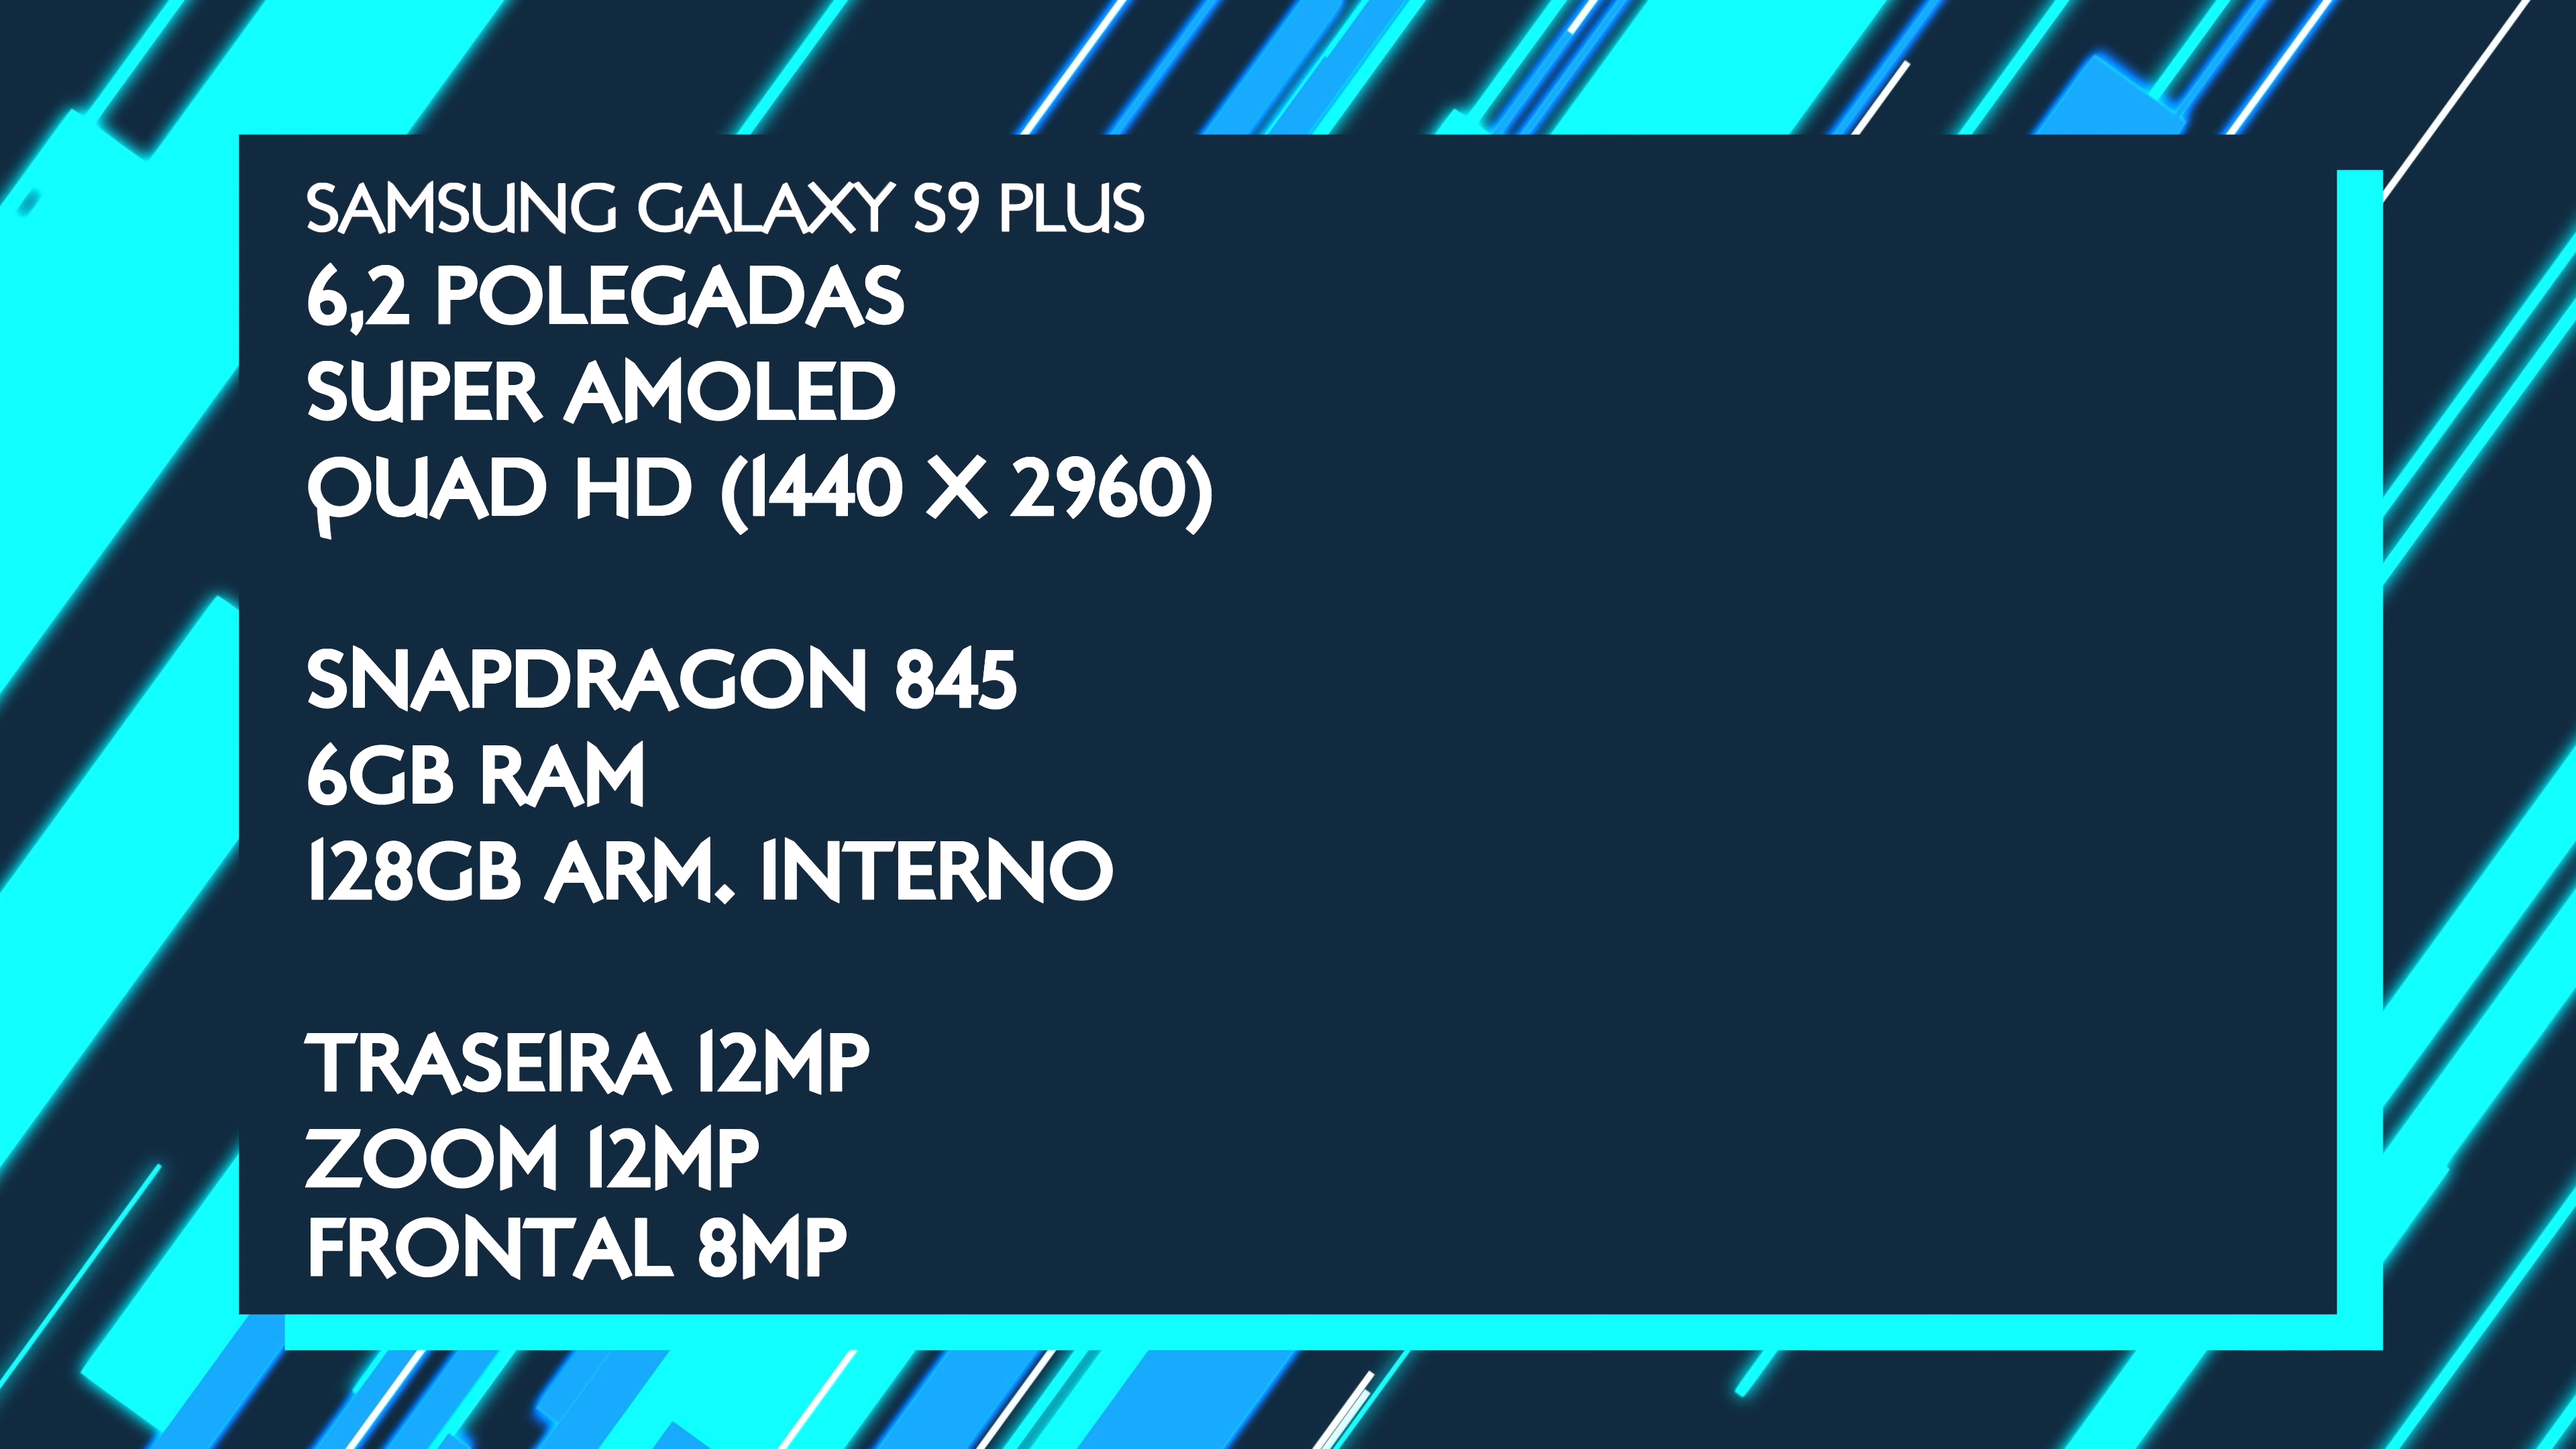 SAMSUNG GALAXY S9 PLUS
6,2 POLEGADAS
SUPER AMOLED
QUAD HD (1440 X 2960)
SNAPDRAGON 845
6GB RAM
128GB ARM. INTERNO
TRASEIRA 12MP
ZOOM 12MP
FRONTAL 8MP